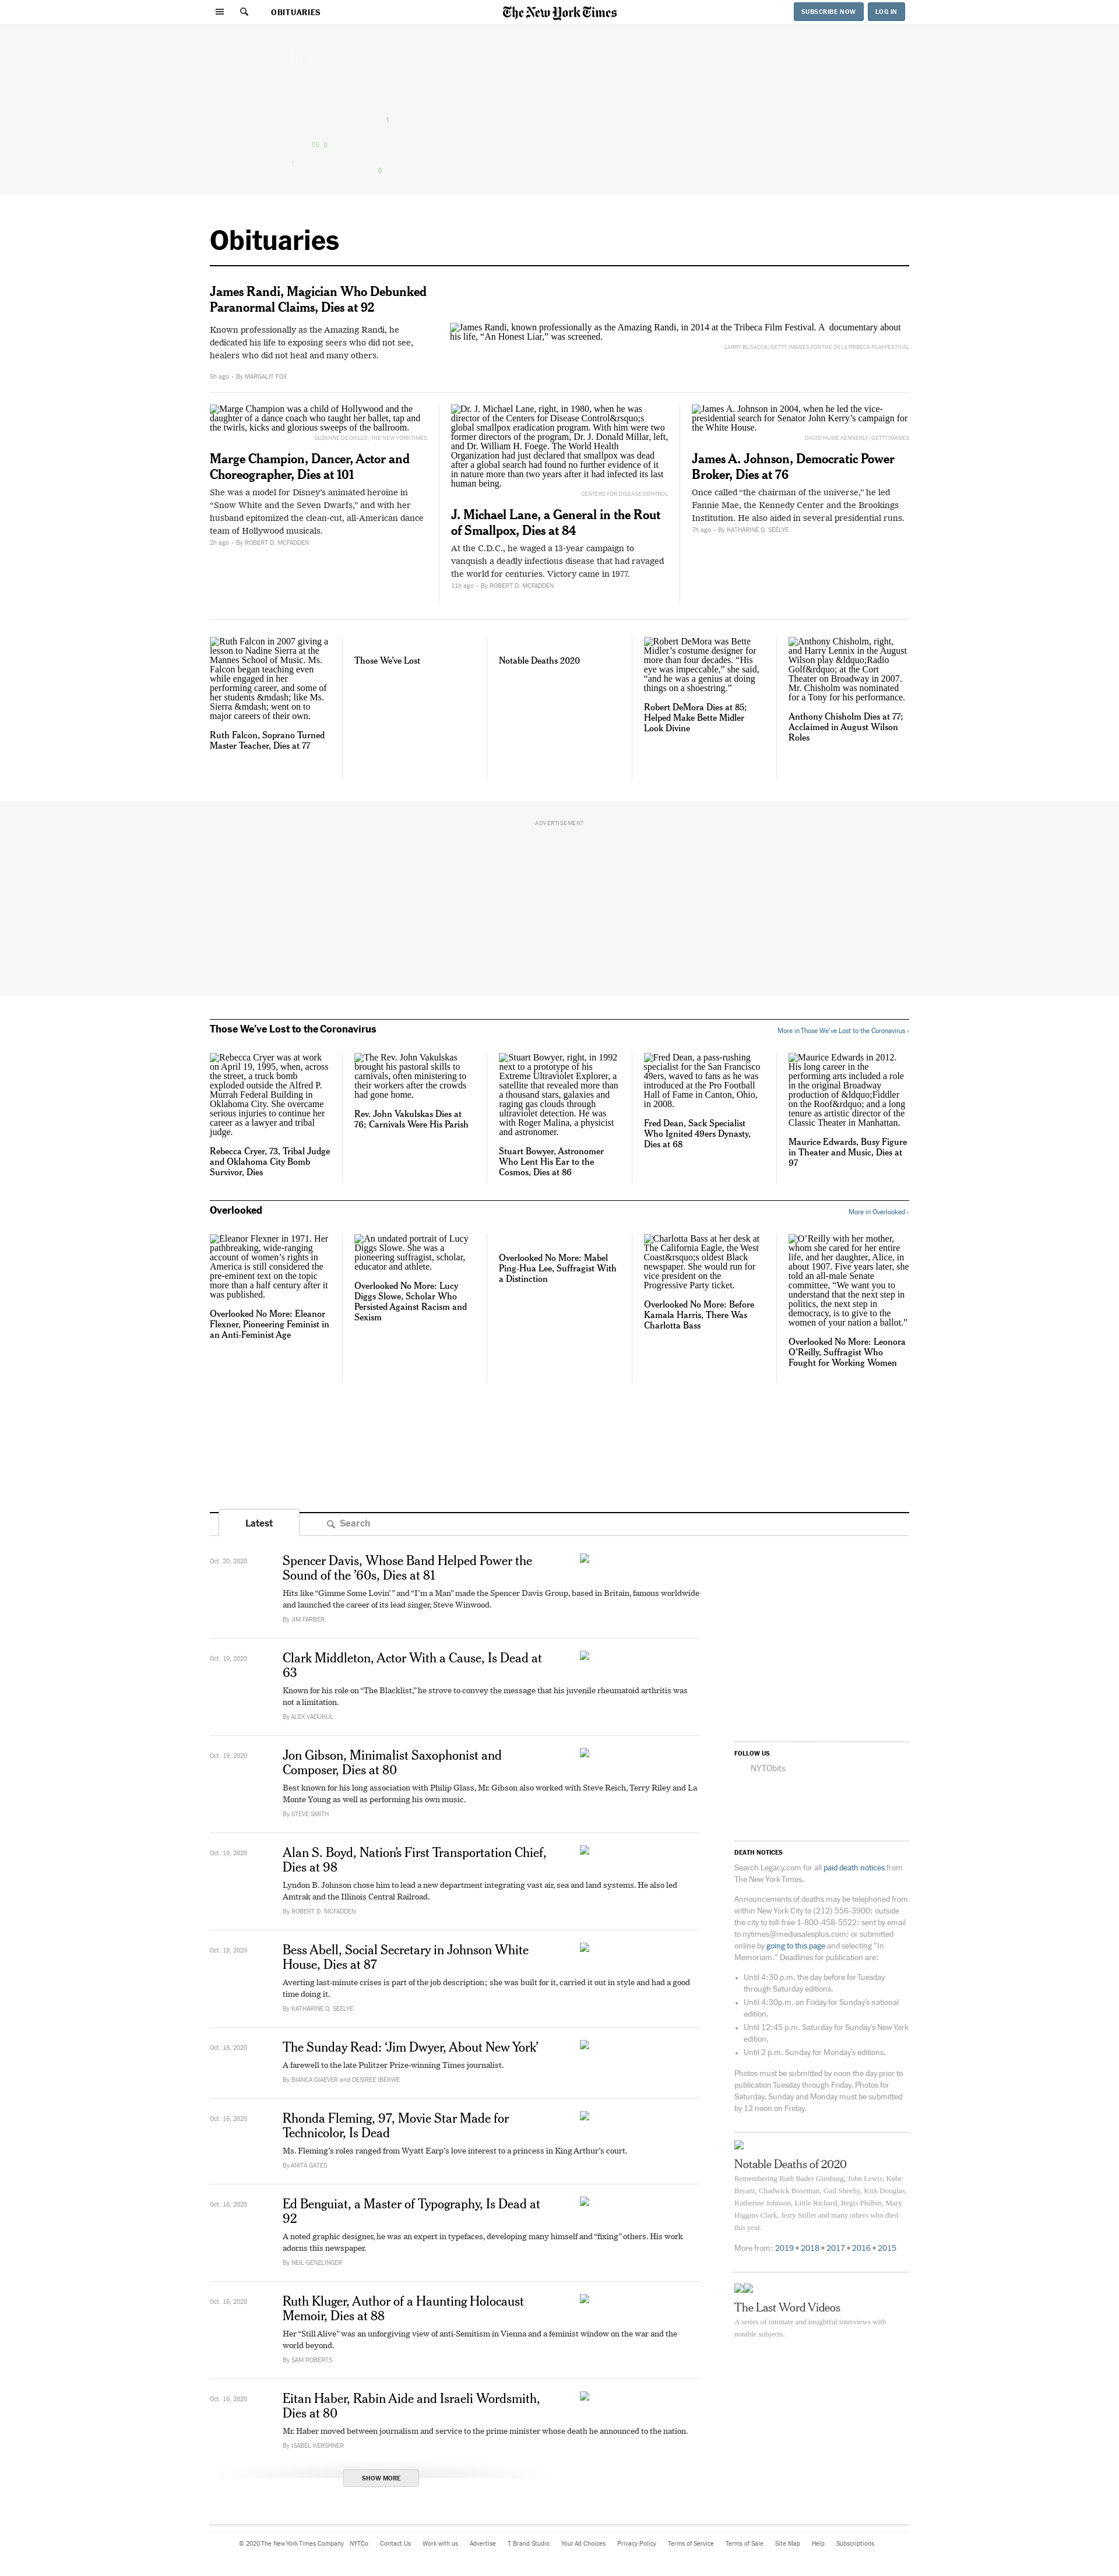 OBITUARIES
The New York Times
SUBSCRIBE NOW
LOG IN
1
00 0
0
Obituaries
James Randi, Magician Who Debunked
Paranormal Claims, Dies at 92
Known professionally as the Amazing Randi, he
dedicated his life to exposing seers who did not see,
healers who did not heal and many others.
5h ago • By MARGALIT FOX
James Randi, known professionally as the Amazing Randi, in 2014 at the Tribeca Film Festival. A documentary about
his life, “An Honest Liar,” was screened.
LARRY BUSACCA/GETTY IMAGES FOR THE 2014 TRIBECA FILM FESTIVAL
Marge Champion was a child of Hollywood and the
daughter of a dance coach who taught her ballet, tap and
the twirls, kicks and glorious sweeps of the ballroom.
SUZANNE DECHILLO/THE NEW YORK TIMES
Marge Champion, Dancer, Actor and
Choreographer, Dies at 101
She was a model for Disney’s animated heroine in
“Snow White and the Seven Dwarfs,” and with her
husband epitomized the clean-cut, all-American dance
team of Hollywood musicals.
2h ago • By ROBERT D. MCFADDEN
Dr. J. Michael Lane, right, in 1980, when he was
director of the Centers for Disease Control&rsquo;s
global smallpox eradication program. With him were two
former directors of the program, Dr. J. Donald Millar, left,
and Dr. William H. Foege. The World Health
Organization had just declared that smallpox was dead
after a global search had found no further evidence of it
in nature more than two years after it had infected its last
human being.
CENTERS FOR DISEASE CONTROL
J. Michael Lane, a General in the Rout
of Smallpox, Dies at 84
At the C.D.C., he waged a 13-year campaign to
vanquish a deadly infectious disease that had ravaged
the world for centuries. Victory came in 1977.
11h ago • By ROBERT D. MCFADDEN
James A. Johnson in 2004, when he led the vice-
presidential search for Senator John Kerry’s campaign for
the White House.
DAVID HUME KENNERLY/GETTY IMAGES
James A. Johnson, Democratic Power
Broker, Dies at 76
Once called “the chairman of the universe,” he led
Fannie Mae, the Kennedy Center and the Brookings
Institution. He also aided in several presidential runs.
7h ago • By KATHARINE Q. SEELYE
Ruth Falcon in 2007 giving a
lesson to Nadine Sierra at the
Mannes School of Music. Ms.
Falcon began teaching even
while engaged in her
performing career, and some of
her students &mdash; like Ms.
Sierra &mdash; went on to
major careers of their own.
Ruth Falcon, Soprano Turned
Master Teacher, Dies at 77
Those We’ve Lost
Notable Deaths 2020
Robert DeMora was Bette
Midler’s costume designer for
more than four decades. “His
eye was impeccable,” she said,
“and he was a genius at doing
things on a shoestring.”
Robert DeMora Dies at 85;
Helped Make Bette Midler
Look Divine
Anthony Chisholm, right,
and Harry Lennix in the August
Wilson play &ldquo;Radio
Golf&rdquo; at the Cort
Theater on Broadway in 2007.
Mr. Chisholm was nominated
for a Tony for his performance.
Anthony Chisholm Dies at 77;
Acclaimed in August Wilson
Roles
ADVERTISEMENT
Those We’ve Lost to the Coronavirus
More in Those We’ve Lost to the Coronavirus ›
Rebecca Cryer was at work
on April 19, 1995, when, across
the street, a truck bomb
exploded outside the Alfred P.
Murrah Federal Building in
Oklahoma City. She overcame
serious injuries to continue her
career as a lawyer and tribal
judge.
Rebecca Cryer, 73, Tribal Judge
and Oklahoma City Bomb
Survivor, Dies
The Rev. John Vakulskas
brought his pastoral skills to
carnivals, often ministering to
their workers after the crowds
had gone home.
Rev. John Vakulskas Dies at
76; Carnivals Were His Parish
Stuart Bowyer, right, in 1992
next to a prototype of his
Extreme Ultraviolet Explorer, a
satellite that revealed more than
a thousand stars, galaxies and
raging gas clouds through
ultraviolet detection. He was
with Roger Malina, a physicist
and astronomer.
Stuart Bowyer, Astronomer
Who Lent His Ear to the
Cosmos, Dies at 86
Fred Dean, a pass-rushing
specialist for the San Francisco
49ers, waved to fans as he was
introduced at the Pro Football
Hall of Fame in Canton, Ohio,
in 2008.
Fred Dean, Sack Specialist
Who Ignited 49ers Dynasty,
Dies at 68
Maurice Edwards in 2012.
His long career in the
performing arts included a role
in the original Broadway
production of &ldquo;Fiddler
on the Roof&rdquo; and a long
tenure as artistic director of the
Classic Theater in Manhattan.
Maurice Edwards, Busy Figure
in Theater and Music, Dies at
97
Overlooked
More in Overlooked ›
Eleanor Flexner in 1971. Her
pathbreaking, wide-ranging
account of women’s rights in
America is still considered the
pre-eminent text on the topic
more than a half century after it
was published.
Overlooked No More: Eleanor
Flexner, Pioneering Feminist in
an Anti-Feminist Age
An undated portrait of Lucy
Diggs Slowe. She was a
pioneering suffragist, scholar,
educator and athlete.
Overlooked No More: Lucy
Diggs Slowe, Scholar Who
Persisted Against Racism and
Sexism
Overlooked No More: Mabel
Ping-Hua Lee, Suffragist With
a Distinction
Charlotta Bass at her desk at
The California Eagle, the West
Coast&rsquo;s oldest Black
newspaper. She would run for
vice president on the
Progressive Party ticket.
Overlooked No More: Before
Kamala Harris, There Was
Charlotta Bass
O’Reilly with her mother,
whom she cared for her entire
life, and her daughter, Alice, in
about 1907. Five years later, she
told an all-male Senate
committee, “We want you to
understand that the next step in
politics, the next step in
democracy, is to give to the
women of your nation a ballot.”
Overlooked No More: Leonora
O’Reilly, Suffragist Who
Fought for Working Women
Latest
Search
Oct. 20, 2020
Spencer Davis, Whose Band Helped Power the
Sound of the ’60s, Dies at 81
Hits like “Gimme Some Lovin’ ” and “I’m a Man” made the Spencer Davis Group, based in Britain, famous worldwide
and launched the career of its lead singer, Steve Winwood.
By JIM FARBER
Oct. 19, 2020
Clark Middleton, Actor With a Cause, Is Dead at
63
Known for his role on “The Blacklist,” he strove to convey the message that his juvenile rheumatoid arthritis was
not a limitation.
By ALEX VADUKUL
Oct. 19, 2020
Jon Gibson, Minimalist Saxophonist and
Composer, Dies at 80
Best known for his long association with Philip Glass, Mr. Gibson also worked with Steve Reich, Terry Riley and La
Monte Young as well as performing his own music.
By STEVE SMITH
Oct. 19, 2020
Alan S. Boyd, Nation’s First Transportation Chief,
Dies at 98
Lyndon B. Johnson chose him to lead a new department integrating vast air, sea and land systems. He also led
Amtrak and the Illinois Central Railroad.
By ROBERT D. MCFADDEN
Oct. 18, 2020
Bess Abell, Social Secretary in Johnson White
House, Dies at 87
Averting last-minute crises is part of the job description; she was built for it, carried it out in style and had a good
time doing it.
By KATHARINE Q. SEELYE
Oct. 18, 2020
The Sunday Read: ‘Jim Dwyer, About New York’
A farewell to the late Pulitzer Prize-winning Times journalist.
By BIANCA GIAEVER and DESIREE IBEKWE
Oct. 16, 2020
Rhonda Fleming, 97, Movie Star Made for
Technicolor, Is Dead
Ms. Fleming’s roles ranged from Wyatt Earp’s love interest to a princess in King Arthur’s court.
By ANITA GATES
Oct. 16, 2020
Ed Benguiat, a Master of Typography, Is Dead at
92
A noted graphic designer, he was an expert in typefaces, developing many himself and “fixing” others. His work
adorns this newspaper.
By NEIL GENZLINGER
Oct. 16, 2020
Ruth Kluger, Author of a Haunting Holocaust
Memoir, Dies at 88
Her “Still Alive” was an unforgiving view of anti-Semitism in Vienna and a feminist window on the war and the
world beyond.
By SAM ROBERTS
Oct. 16, 2020
Eitan Haber, Rabin Aide and Israeli Wordsmith,
Dies at 80
Mr. Haber moved between journalism and service to the prime minister whose death he announced to the nation.
By ISABEL KERSHNER
SHOW MORE
FOLLOW US
NYTObits
DEATH NOTICES
Search Legacy.com for all paid death notices from
The New York Times.
Announcements of deaths may be telephoned from
within New York City to (212) 556-3900; outside
the city to toll-free 1-800-458-5522; sent by email
to nytimes@mediasalesplus.com; or submitted
online by going to this page and selecting "In
Memoriam." Deadlines for publication are:
• Until 4:30 p.m. the day before for Tuesday
through Saturday editions.
• Until 4:30p.m. on Friday for Sunday's national
edition.
• Until 12:45 p.m. Saturday for Sunday's New York
edition.
• Until 2 p.m. Sunday for Monday's editions.
Photos must be submitted by noon the day prior to
publication Tuesday through Friday. Photos for
Saturday, Sunday and Monday must be submitted
by 12 noon on Friday.
Notable Deaths of 2020
Remembering Ruth Bader Ginsburg, John Lewis, Kobe
Bryant, Chadwick Boseman, Gail Sheehy, Kirk Douglas,
Katherine Johnson, Little Richard, Regis Philbin, Mary
Higgins Clark, Jerry Stiller and many others who died
this year.
More from: 2019 • 2018 • 2017 • 2016 • 2015
The Last Word Videos
A series of intimate and insightful interviews with
notable subjects.
© 2020 The New York Times Company NYTCo Contact Us Work with us Advertise T Brand Studio Your Ad Choices Privacy Policy Terms of Service Terms of Sale Site Map Help Subscriptions